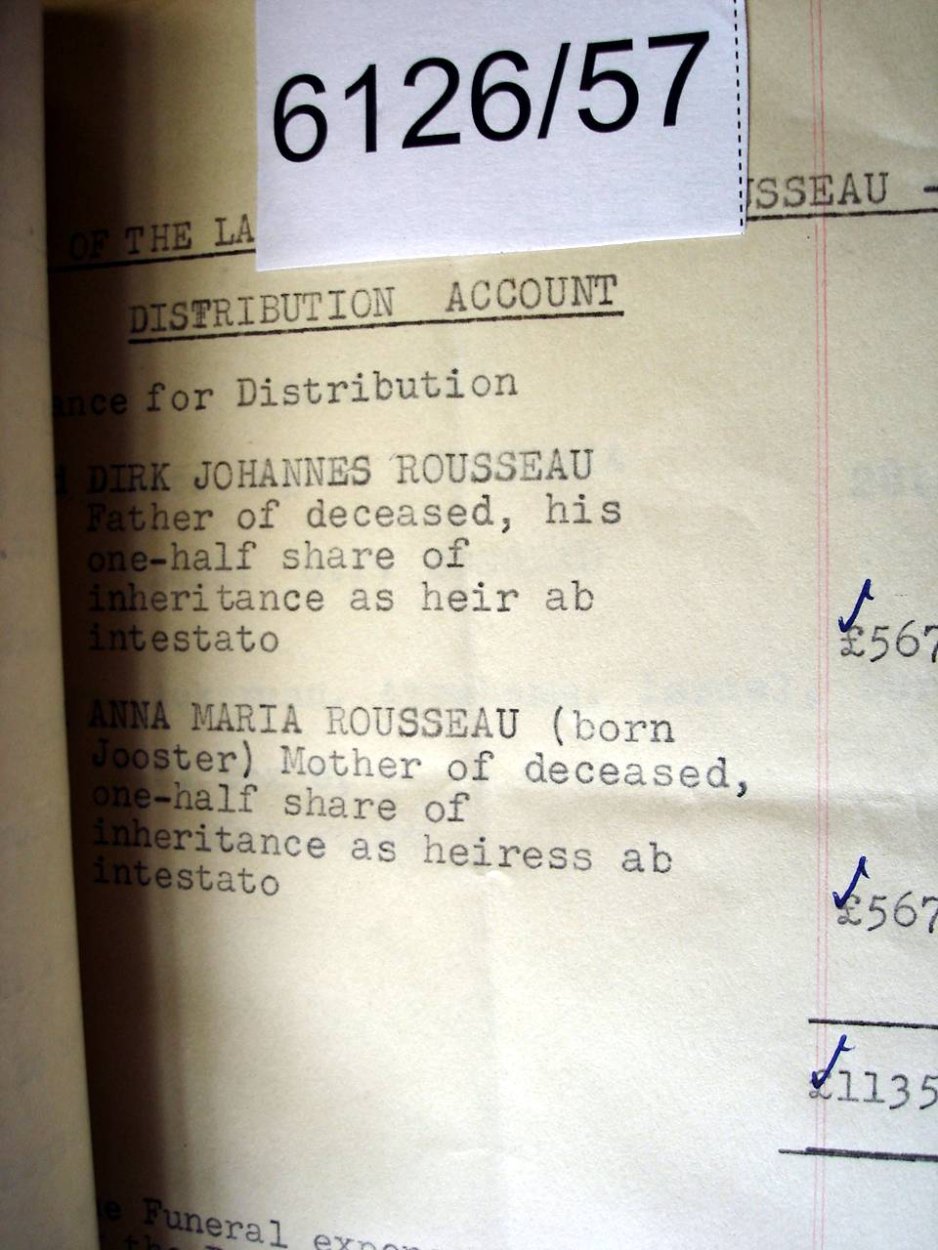 6126/57
OF THE LA SSEAU -
DISTRIBUTION ACCOUNT
ance for Distribution
DIRK JOHANNES ROUSSEAU
Father of deceased, his
one-half share of
inheritance as heir ab
intestato
£567
ANNA MARIA ROUSSEAU (born
Jooster) Mother of deceased,
one-half share of
inheritance as heiress ab
intestato
£567
£1135
e Funeral expen